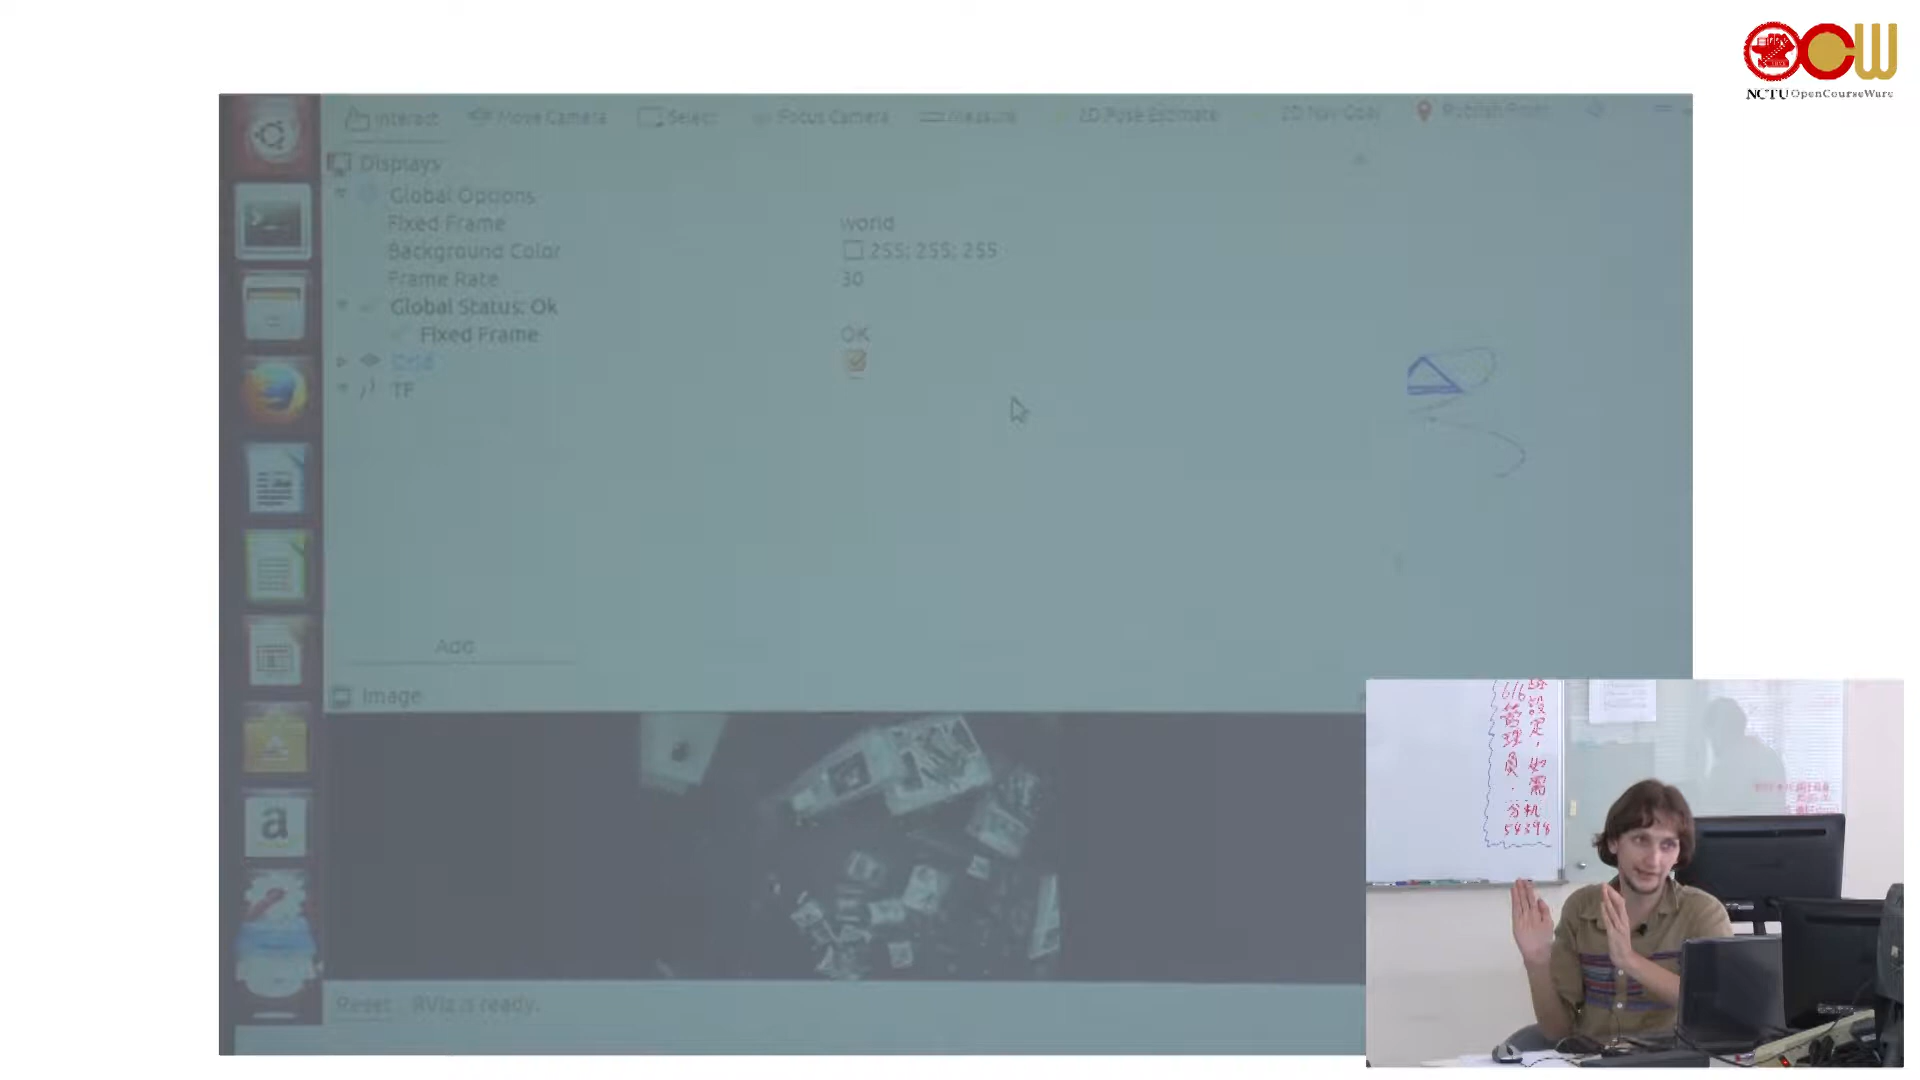 NCTU OpenCourseWare
Interact Move Camera Select Focus Camera Measure 2D Pose Estimate 2D Nav Goal Publish Point
Displays
Global Options
Fixed Frame world
Background Color 255; 255; 255
Frame Rate 30
Global Status: Ok
Fixed Frame OK
Grid
TF
Add
Image
Reset RViz is ready.
a
616
管理員
設定，如需
分机
54398